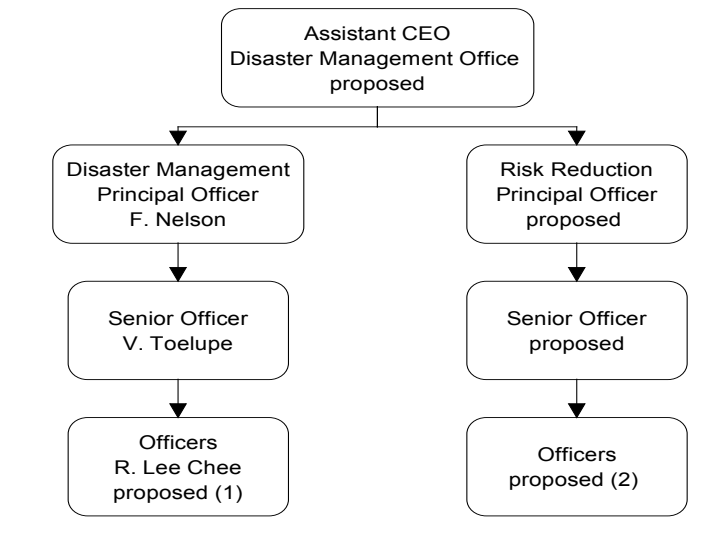 Assistant CEO
Disaster Management Office
proposed
Disaster Management
Principal Officer
F. Nelson
Risk Reduction
Principal Officer
proposed
Senior Officer
V. Toelupe
Senior Officer
proposed
Officers
R. Lee Chee
proposed (1)
Officers
proposed (2)